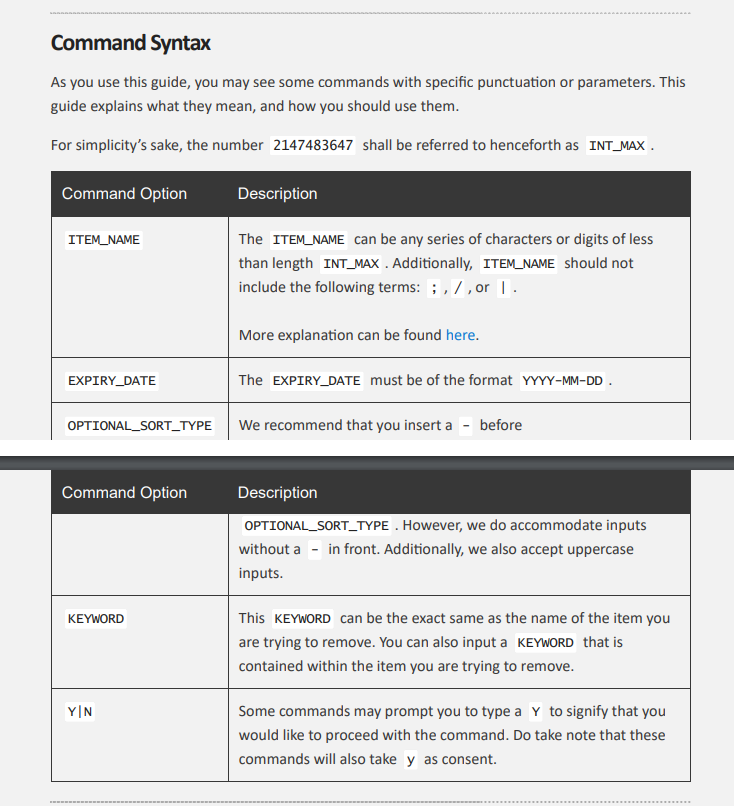 Command Syntax
As you use this guide, you may see some commands with specific punctuation or parameters. This
guide explains what they mean, and how you should use them.
For simplicity’s sake, the number 2147483647 shall be referred to henceforth as INT_MAX .
Command Option Description
ITEM_NAME The ITEM_NAME can be any series of characters or digits of less
than length INT_MAX . Additionally, ITEM_NAME should not
include the following terms: ; , / , or | .
More explanation can be found here.
EXPIRY_DATE The EXPIRY_DATE must be of the format YYYY-MM-DD .
OPTIONAL_SORT_TYPE We recommend that you insert a - before
Command Option Description
OPTIONAL_SORT_TYPE . However, we do accommodate inputs
without a - in front. Additionally, we also accept uppercase
inputs.
KEYWORD This KEYWORD can be the exact same as the name of the item you
are trying to remove. You can also input a KEYWORD that is
contained within the item you are trying to remove.
Y|N Some commands may prompt you to type a Y to signify that you
would like to proceed with the command. Do take note that these
commands will also take y as consent.